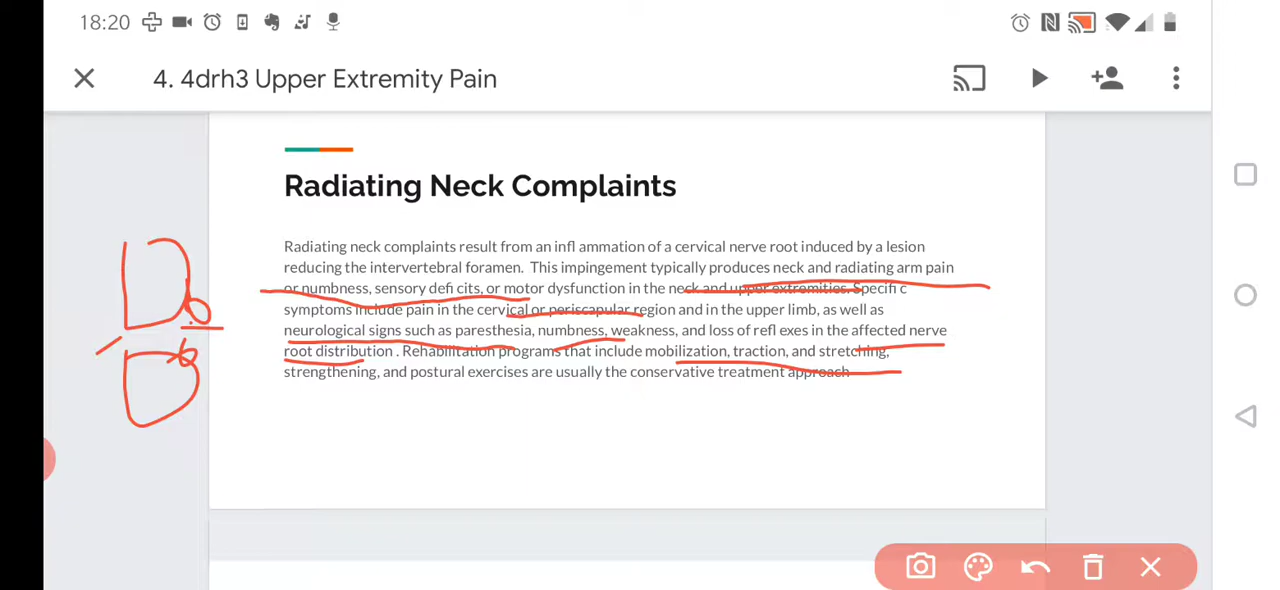 18:20
4. 4drh3 Upper Extremity Pain
Radiating Neck Complaints
Radiating neck complaints result from an infl ammation of a cervical nerve root induced by a lesion
reducing the intervertebral foramen. This impingement typically produces neck and radiating arm pain
or numbness, sensory defi cits, or motor dysfunction in the neck and upper extremities. Specifi c
symptoms include pain in the cervical or periscapular region and in the upper limb, as well as
neurological signs such as paresthesia, numbness, weakness, and loss of refl exes in the affected nerve
root distribution . Rehabilitation programs that include mobilization, traction, and stretching,
strengthening, and postural exercises are usually the conservative treatment approach